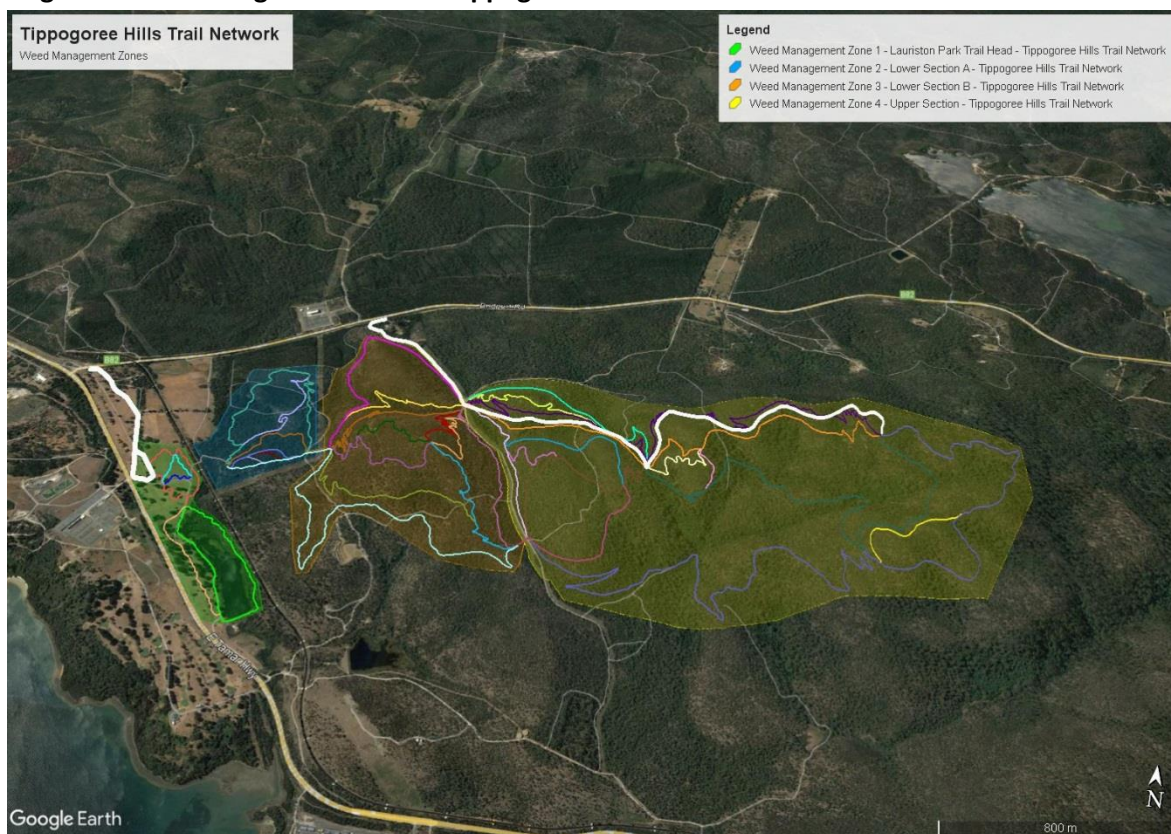 Tippogoree Hills Trail Network
Weed Management Zones
Legend
Weed Management Zone 1 - Lauriston Park Trail Head - Tippogoree Hills Trail Network
Weed Management Zone 2 - Lower Section A - Tippogoree Hills Trail Network
Weed Management Zone 3 - Lower Section B - Tippogoree Hills Trail Network
Weed Management Zone 4 - Upper Section - Tippogoree Hills Trail Network
B82
B82
Google Earth
N
800 m